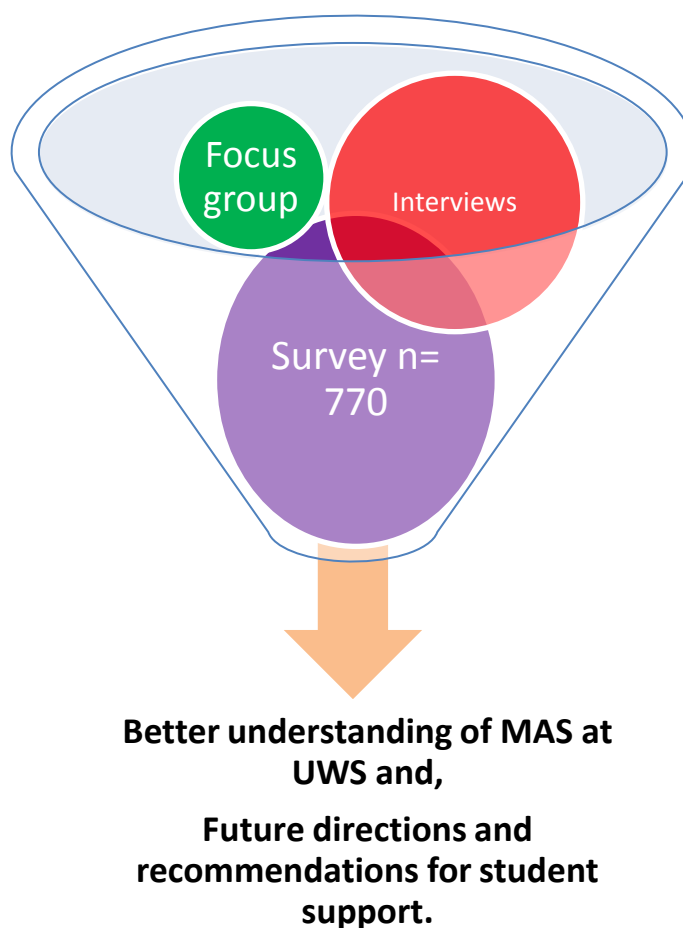 Focus
group
Interviews
Survey n=
770
Better understanding of MAS at
UWS and,
Future directions and
recommendations for student
support.